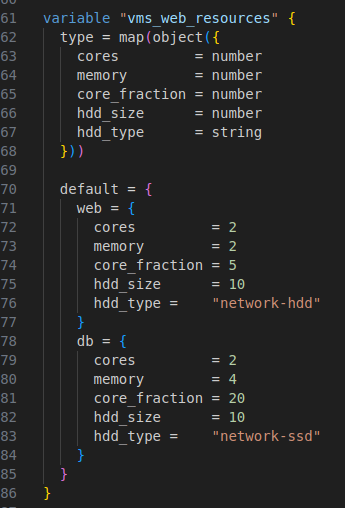 61 variable "vms_web_resources" {
62   type = map(object({
63     cores         = number
64     memory        = number
65     core_fraction = number
66     hdd_size      = number
67     hdd_type      = string
68   }))
69
70   default = {
71     web = {
72       cores         = 2
73       memory        = 2
74       core_fraction = 5
75       hdd_size      = 10
76       hdd_type =    "network-hdd"
77     }
78     db = {
79       cores         = 2
80       memory        = 4
81       core_fraction = 20
82       hdd_size      = 10
83       hdd_type =    "network-ssd"
84     }
85   }
86 }